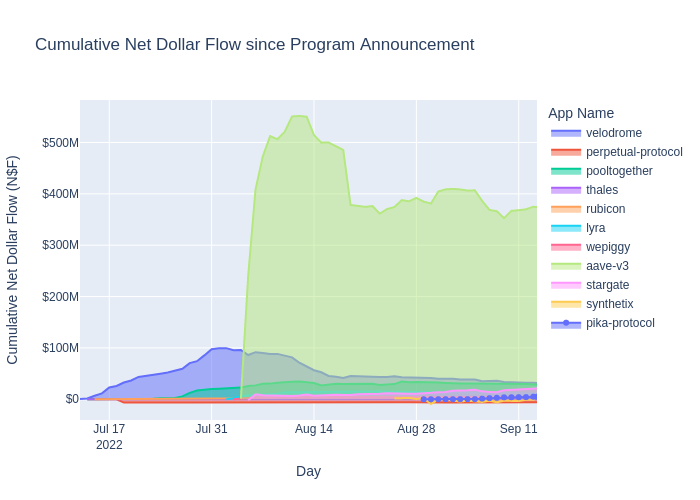 Cumulative Net Dollar Flow since Program Announcement
App Name
velodrome
perpetual-protocol
pooltogether
thales
rubicon
lyra
wepiggy
aave-v3
stargate
synthetix
pika-protocol
Cumulative Net Dollar Flow (N$F)
$500M
$400M
$300M
$200M
$100M
$0
Jul 17
2022
Jul 31
Aug 14
Aug 28
Sep 11
Day